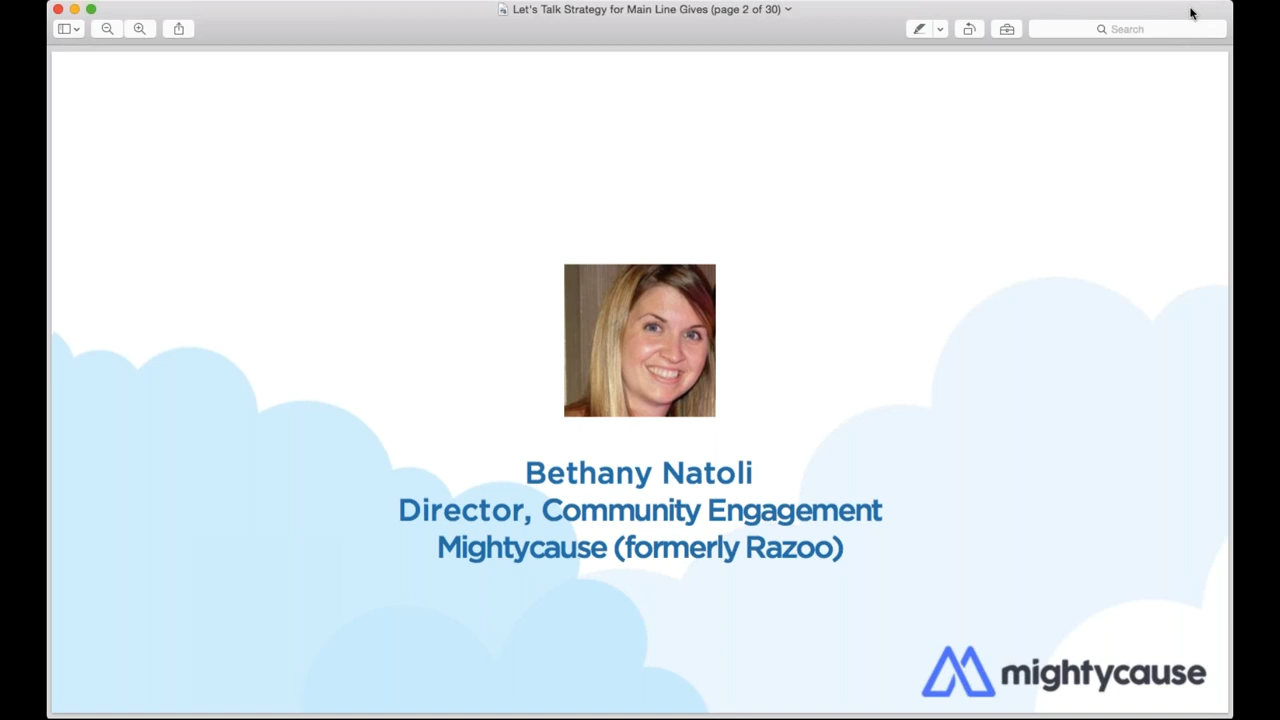 Let's Talk Strategy for Main Line Gives (page 2 of 30)
Search
Bethany Natoli
Director, Community Engagement
Mightycause (formerly Razoo)
mightycause